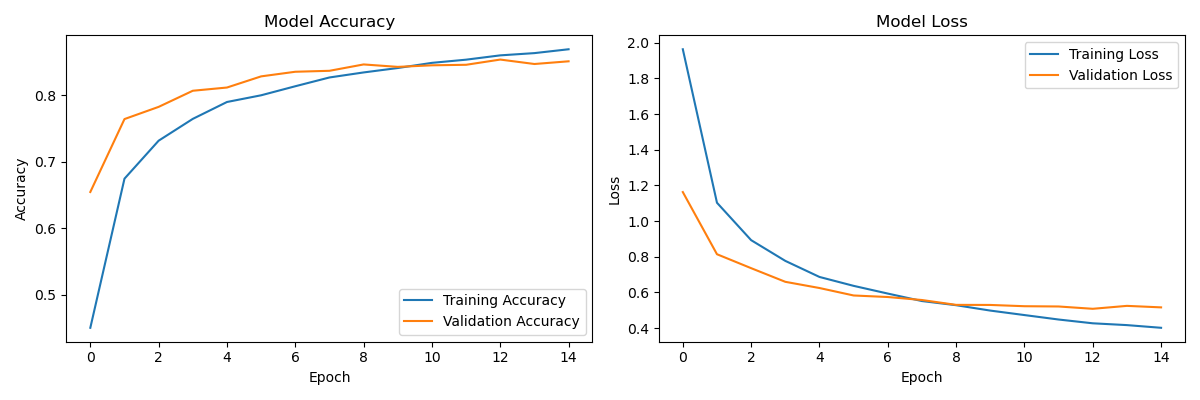 Model Accuracy
Accuracy
0.8
0.7
0.6
0.5
0 2 4 6 8 10 12 14
Epoch
Training Accuracy
Validation Accuracy
Model Loss
Loss
2.0
1.8
1.6
1.4
1.2
1.0
0.8
0.6
0.4
0 2 4 6 8 10 12 14
Epoch
Training Loss
Validation Loss